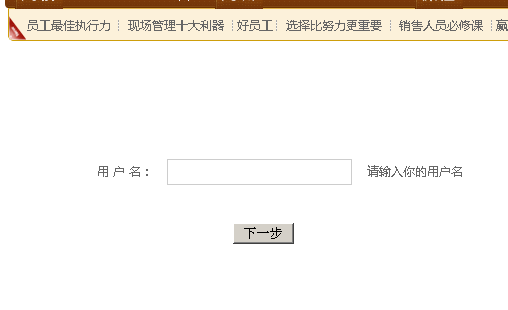 员工最佳执行力 现场管理十大利器 好员工 选择比努力更重要 销售人员必修课 赢
用 户 名： 请输入你的用户名
下一步